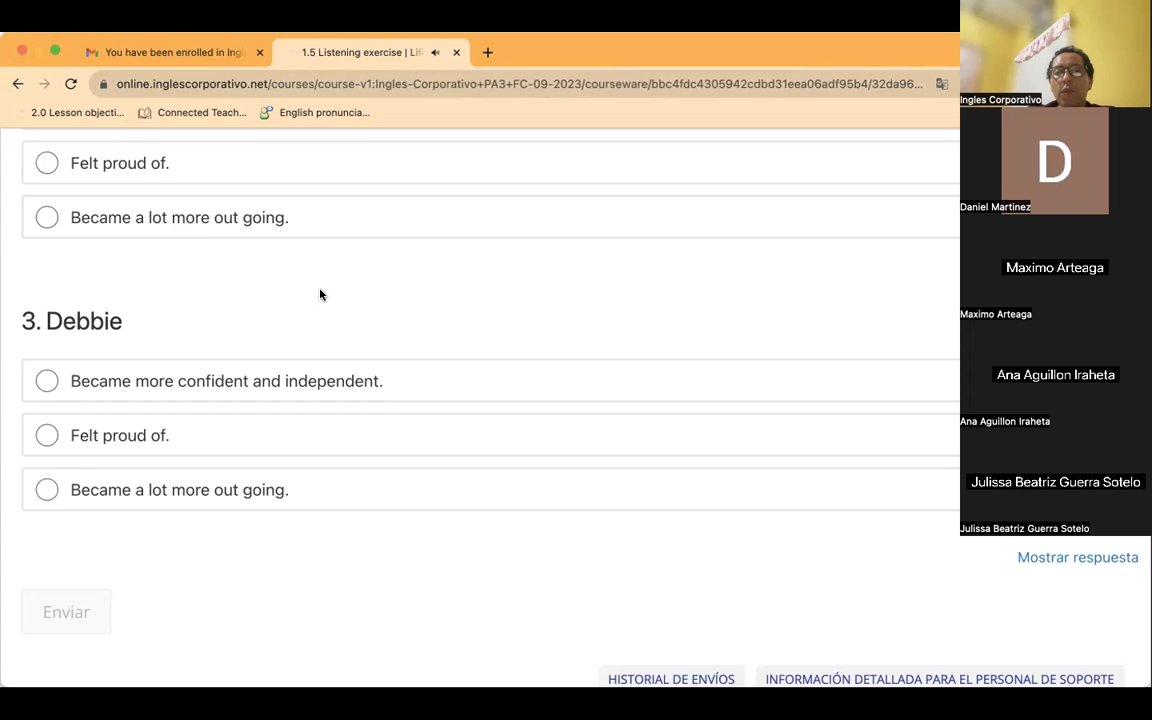 You have been enrolled in Ingl
1.5 Listening exercise | Lif
online.inglescorporativo.net/courses/course-v1:Ingles-Corporativo+PA3+FC-09-2023/courseware/bbc4fdc4305942cdbd31eea06adf95b4/32da96...
2.0 Lesson objecti...
Connected Teach...
English pronuncia...
Felt proud of.
Became a lot more out going.
3. Debbie
Became more confident and independent.
Felt proud of.
Became a lot more out going.
Mostrar respuesta
Enviar
HISTORIAL DE ENVÍOS
INFORMACIÓN DETALLADA PARA EL PERSONAL DE SOPORTE
Ingles Corporativo
D
Daniel Martinez
Maximo Arteaga
Maximo Arteaga
Ana Aguillon Iraheta
Ana Aguillon Iraheta
Julissa Beatriz Guerra Sotelo
Julissa Beatriz Guerra Sotelo